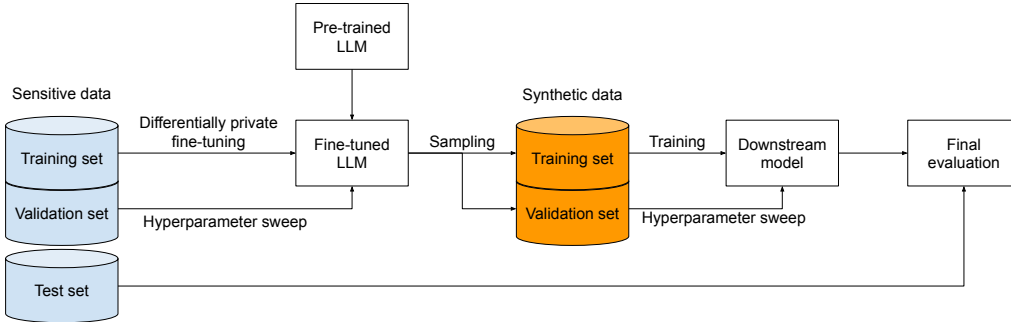 Pre-trained
LLM
Sensitive data
Training set
Validation set
Test set
Differentially private
fine-tuning
Hyperparameter sweep
Fine-tuned
LLM
Sampling
Synthetic data
Training set
Validation set
Training
Hyperparameter sweep
Downstream
model
Final
evaluation